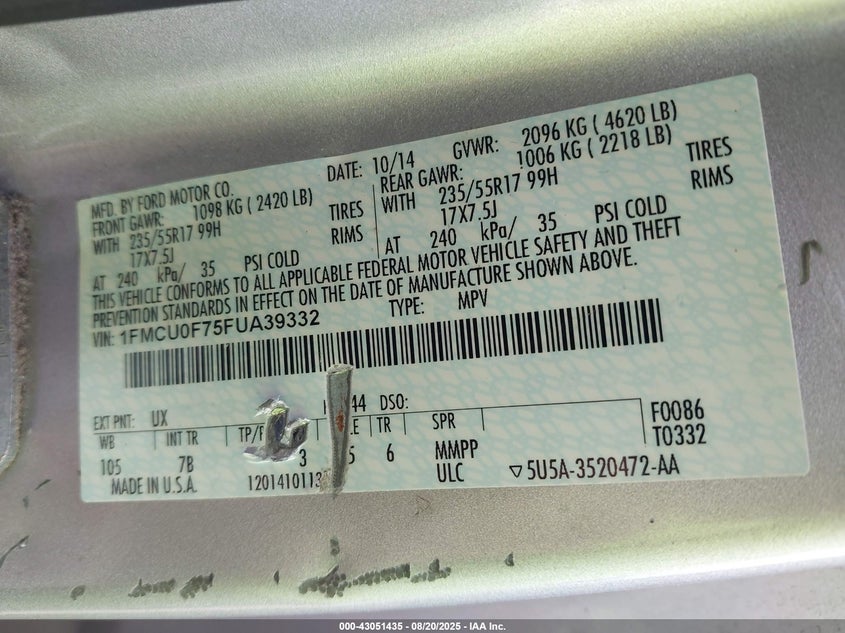 MFD. BY FORD MOTOR CO. DATE: 10/14 GVWR: 2096 KG ( 4620 LB)
FRONT GAWR: 1098 KG ( 2420 LB) REAR GAWR: 1006 KG ( 2218 LB)
WITH 235/55R17 99H TIRES WITH 235/55R17 99H TIRES
17X7.5J RIMS 17X7.5J RIMS
AT 240 kPa/ 35 PSI COLD AT 240 kPa/ 35 PSI COLD
THIS VEHICLE CONFORMS TO ALL APPLICABLE FEDERAL MOTOR VEHICLE SAFETY AND THEFT
PREVENTION STANDARDS IN EFFECT ON THE DATE OF MANUFACTURE SHOWN ABOVE.
VIN: 1FMCU0F75FUA39332 TYPE: MPV
EXT PNT: UX 44 DSO: F0086
WB INT TR TP/ TR SPR T0332
105 7B 3 5 6 MMPP
ULC
MADE IN U.S.A. 5U5A-3520472-AA
000-43051435 - 08/20/2025 - IAA Inc.